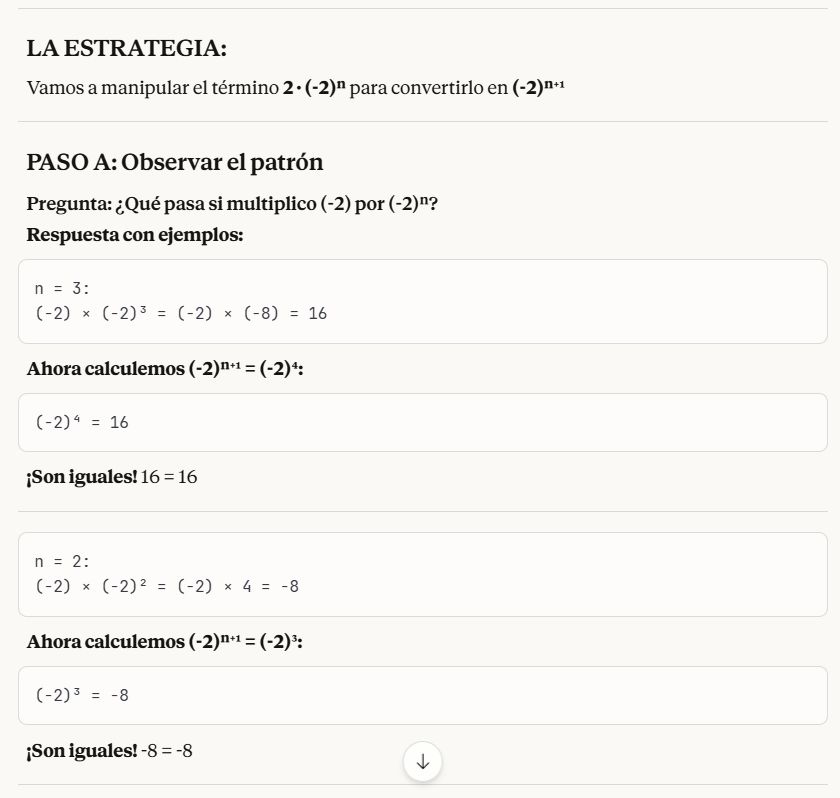 LA ESTRATEGIA:
Vamos a manipular el término 2 · (-2)ⁿ para convertirlo en (-2)ⁿ⁺¹
PASO A: Observar el patrón
Pregunta: ¿Qué pasa si multiplico (-2) por (-2)ⁿ?
Respuesta con ejemplos:
n = 3:
(-2) × (-2)³ = (-2) × (-8) = 16
Ahora calculemos (-2)ⁿ⁺¹ = (-2)⁴:
(-2)⁴ = 16
¡Son iguales! 16 = 16
n = 2:
(-2) × (-2)² = (-2) × 4 = -8
Ahora calculemos (-2)ⁿ⁺¹ = (-2)³:
(-2)³ = -8
¡Son iguales! -8 = -8